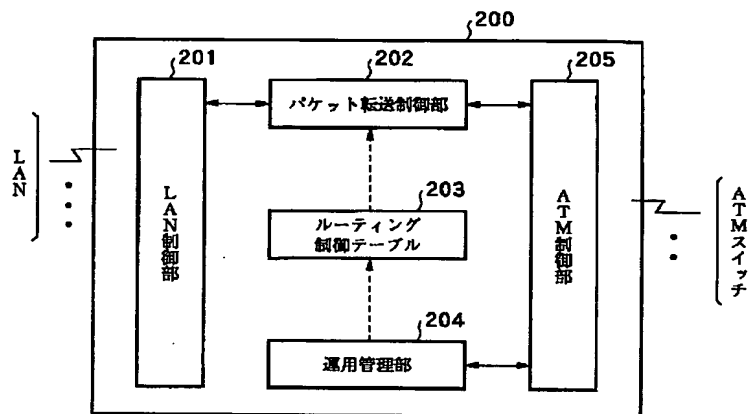 200
201
202
205
パケット転送制御部
LAN
LAN制御部
203
ルーティング
制御テーブル
ATM制御部
ATMスイッチ
204
運用管理部